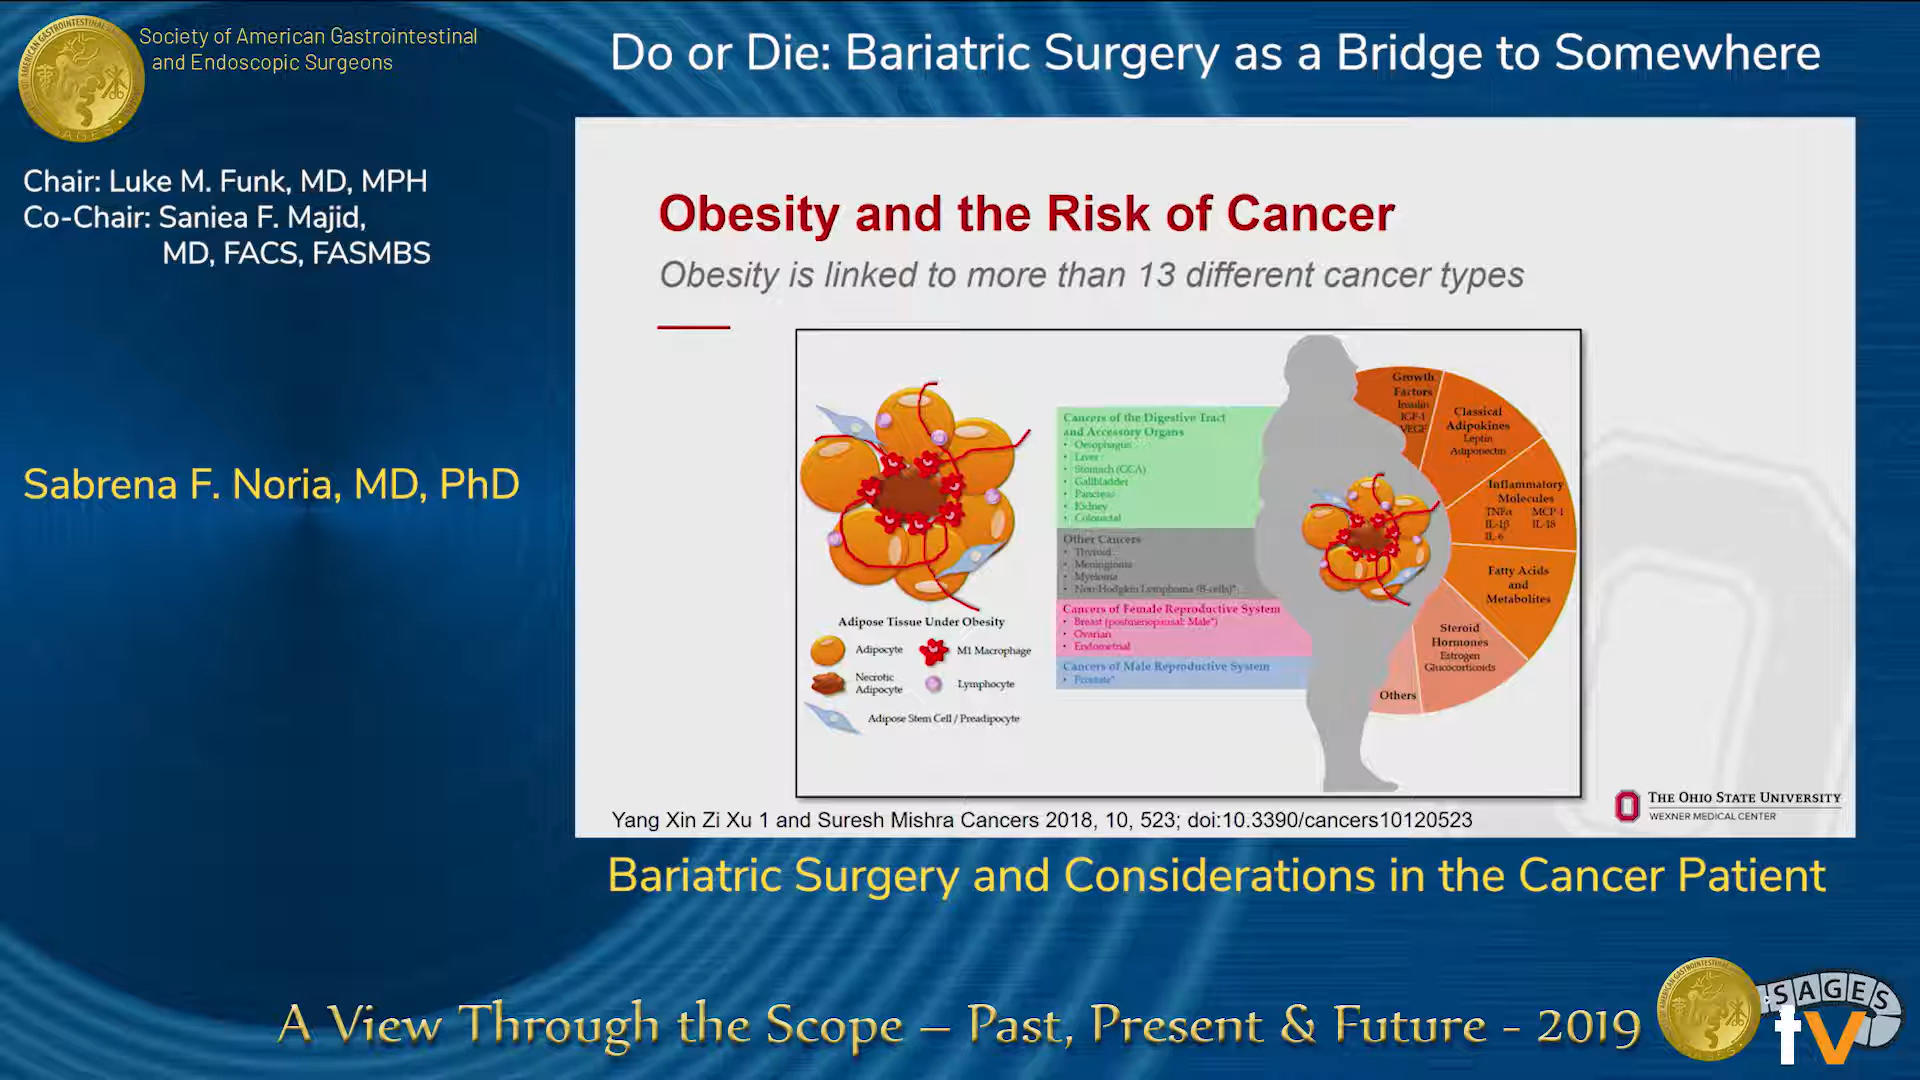 Society of American Gastrointestinal
and Endoscopic Surgeons
Do or Die: Bariatric Surgery as a Bridge to Somewhere
Chair: Luke M. Funk, MD, MPH
Co-Chair: Saniea F. Majid,
MD, FACS, FASMBS
Sabrena F. Noria, MD, PhD
Obesity and the Risk of Cancer
Obesity is linked to more than 13 different cancer types
Adipose Tissue Under Obesity
Adipocyte
M1 Macrophage
Necrotic
Adipocyte
Lymphocyte
Adipose Stem Cell / Preadipocyte
Cancers of the Digestive Tract
and Accessory Organs
• Oesophagus
• Liver
• Stomach (GCA)
• Gallbladder
• Pancreas
• Kidney
• Colorectal
Other Cancers
• Thyroid
• Meningioma
• Myeloma
• Non-Hodgkin Lymphoma (B-cells)*
Cancers of Female Reproductive System
• Breast (postmenopausal; Male*)
• Ovarian
• Endometrial
Cancers of Male Reproductive System
• Prostate*
Growth
Factors
Insulin
IGF-1
VEGF
Classical
Adipokines
Leptin
Adiponectin
Inflammatory
Molecules
TNFα MCP-1
IL-1β IL-18
IL-6
Fatty Acids
and
Metabolites
Steroid
Hormones
Estrogen
Glucocorticoids
Others
Yang Xin Zi Xu 1 and Suresh Mishra Cancers 2018, 10, 523; doi:10.3390/cancers10120523
THE OHIO STATE UNIVERSITY
WEXNER MEDICAL CENTER
Bariatric Surgery and Considerations in the Cancer Patient
A View Through the Scope – Past, Present & Future - 2019
SAGES
tv